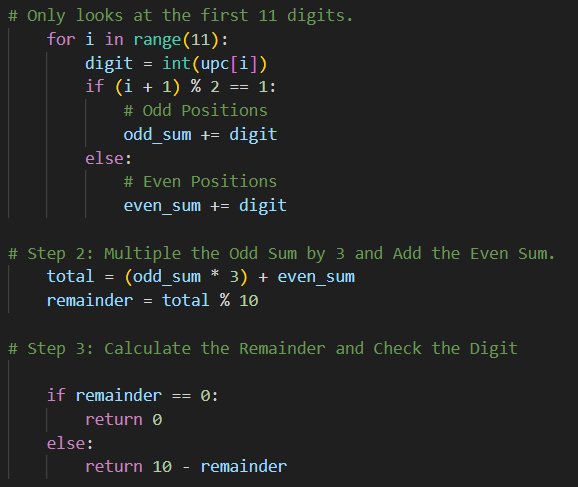 # Only looks at the first 11 digits.
for i in range(11):
digit = int(upc[i])
if (i + 1) % 2 == 1:
# Odd Positions
odd_sum += digit
else:
# Even Positions
even_sum += digit
# Step 2: Multiple the Odd Sum by 3 and Add the Even Sum.
total = (odd_sum * 3) + even_sum
remainder = total % 10
# Step 3: Calculate the Remainder and Check the Digit
if remainder == 0:
return 0
else:
return 10 - remainder